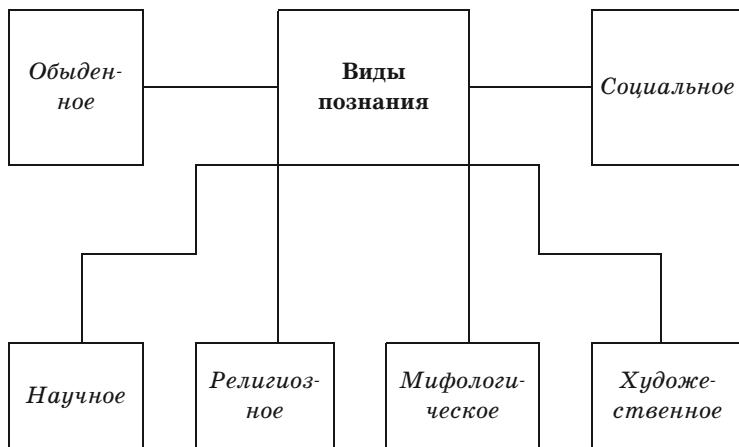 Обыден-
ное
Виды
познания
Социальное
Научное
Религиоз-
ное
Мифологи-
ческое
Художе-
ственное